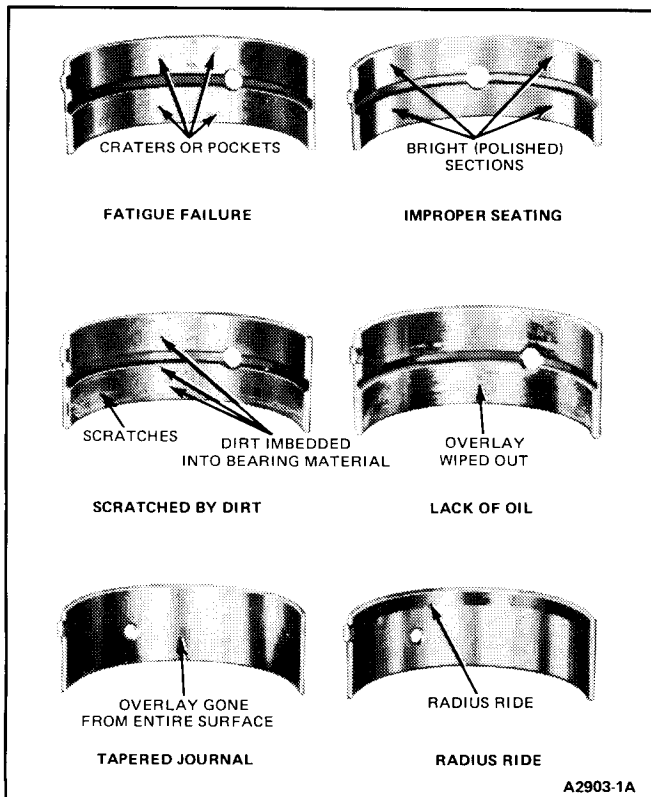 CRATERS OR POCKETS
FATIGUE FAILURE
BRIGHT (POLISHED)
SECTIONS
IMPROPER SEATING
SCRATCHES
DIRT IMBEDDED
INTO BEARING MATERIAL
SCRATCHED BY DIRT
OVERLAY
WIPED OUT
LACK OF OIL
OVERLAY GONE
FROM ENTIRE SURFACE
TAPERED JOURNAL
RADIUS RIDE
RADIUS RIDE
A2903-1A